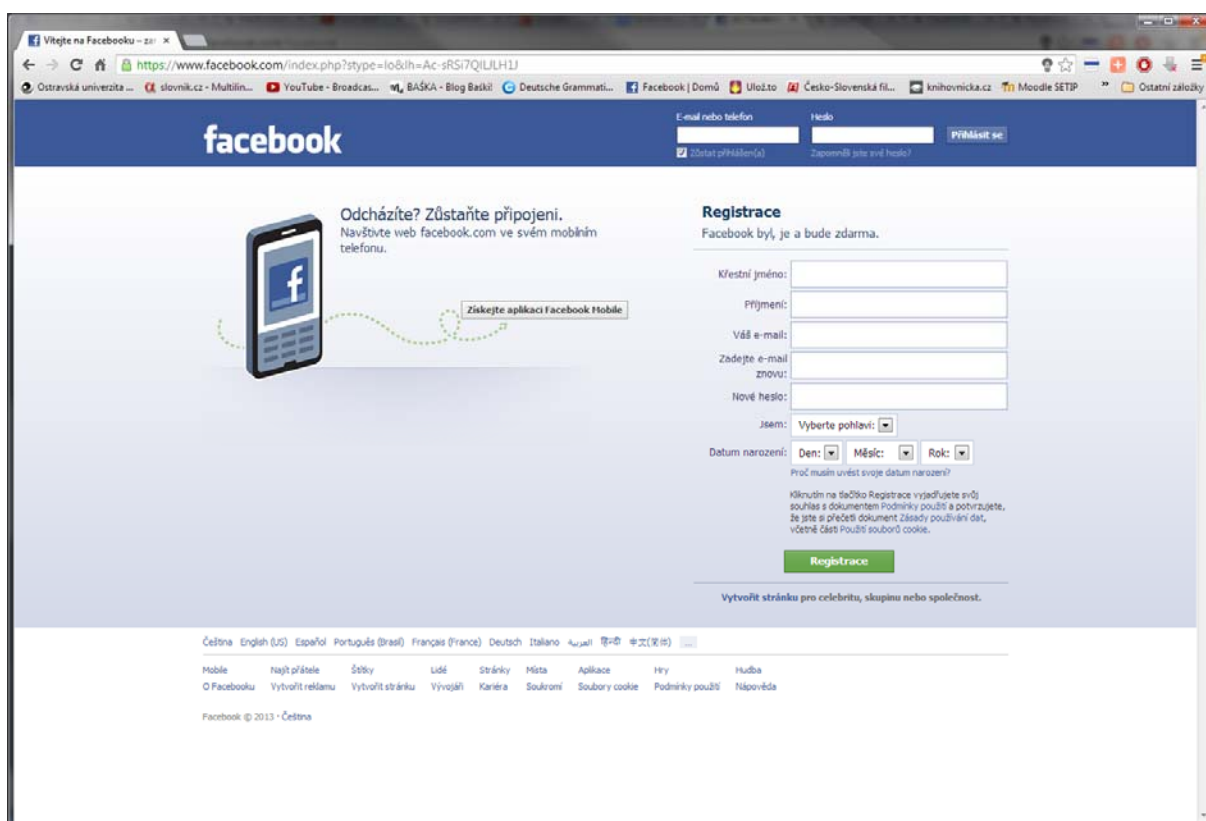 Vítejte na Facebooku – za
https://www.facebook.com/index.php?stype=lo&lh=Ac-sRSi7QILJLH1J
Ostravská univerzita ... slovnik.cz - Multilin... YouTube - Broadcas... BAŠKA - Blog Baškil Deutsche Grammati... Facebook | Domů Ulož.to Česko-Slovenská fil... knihovnicka.cz Moodle SETIP » Ostatní záložky
facebook
E-mail nebo telefon Heslo
Přihlásit se
Zůstat přihlášen(a) Zapomněli jste své heslo?
Odcházíte? Zůstaňte připojeni.
Navštivte web facebook.com ve svém mobilním
telefonu.
Získejte aplikaci Facebook Mobile
Registrace
Facebook byl, je a bude zdarma.
Křestní jméno:
Příjmení:
Váš e-mail:
Zadejte e-mail
znovu:
Nové heslo:
Jsem: Vyberte pohlaví:
Datum narození: Den: Měsíc: Rok:
Proč musím uvést svoje datum narození?
Kliknutím na tlačítko Registrace vyjadřujete svůj
souhlas s dokumentem Podmínky použití a potvrzujete,
že jste si přečetli dokument Zásady používání dat,
včetně části Použití souborů cookie.
Registrace
Vytvořit stránku pro celebritu, skupinu nebo společnost.
Čeština English (US) Español Português (Brasil) Français (France) Deutsch Italiano العربية हिन्दी 中文(简体) ...
Mobile Najít přátele Štítky Lidé Stránky Místa Aplikace Hry Hudba
O Facebooku Vytvořit reklamu Vytvořit stránku Vývojáři Kariéra Soukromí Soubory cookie Podmínky použití Nápověda
Facebook © 2013 · Čeština